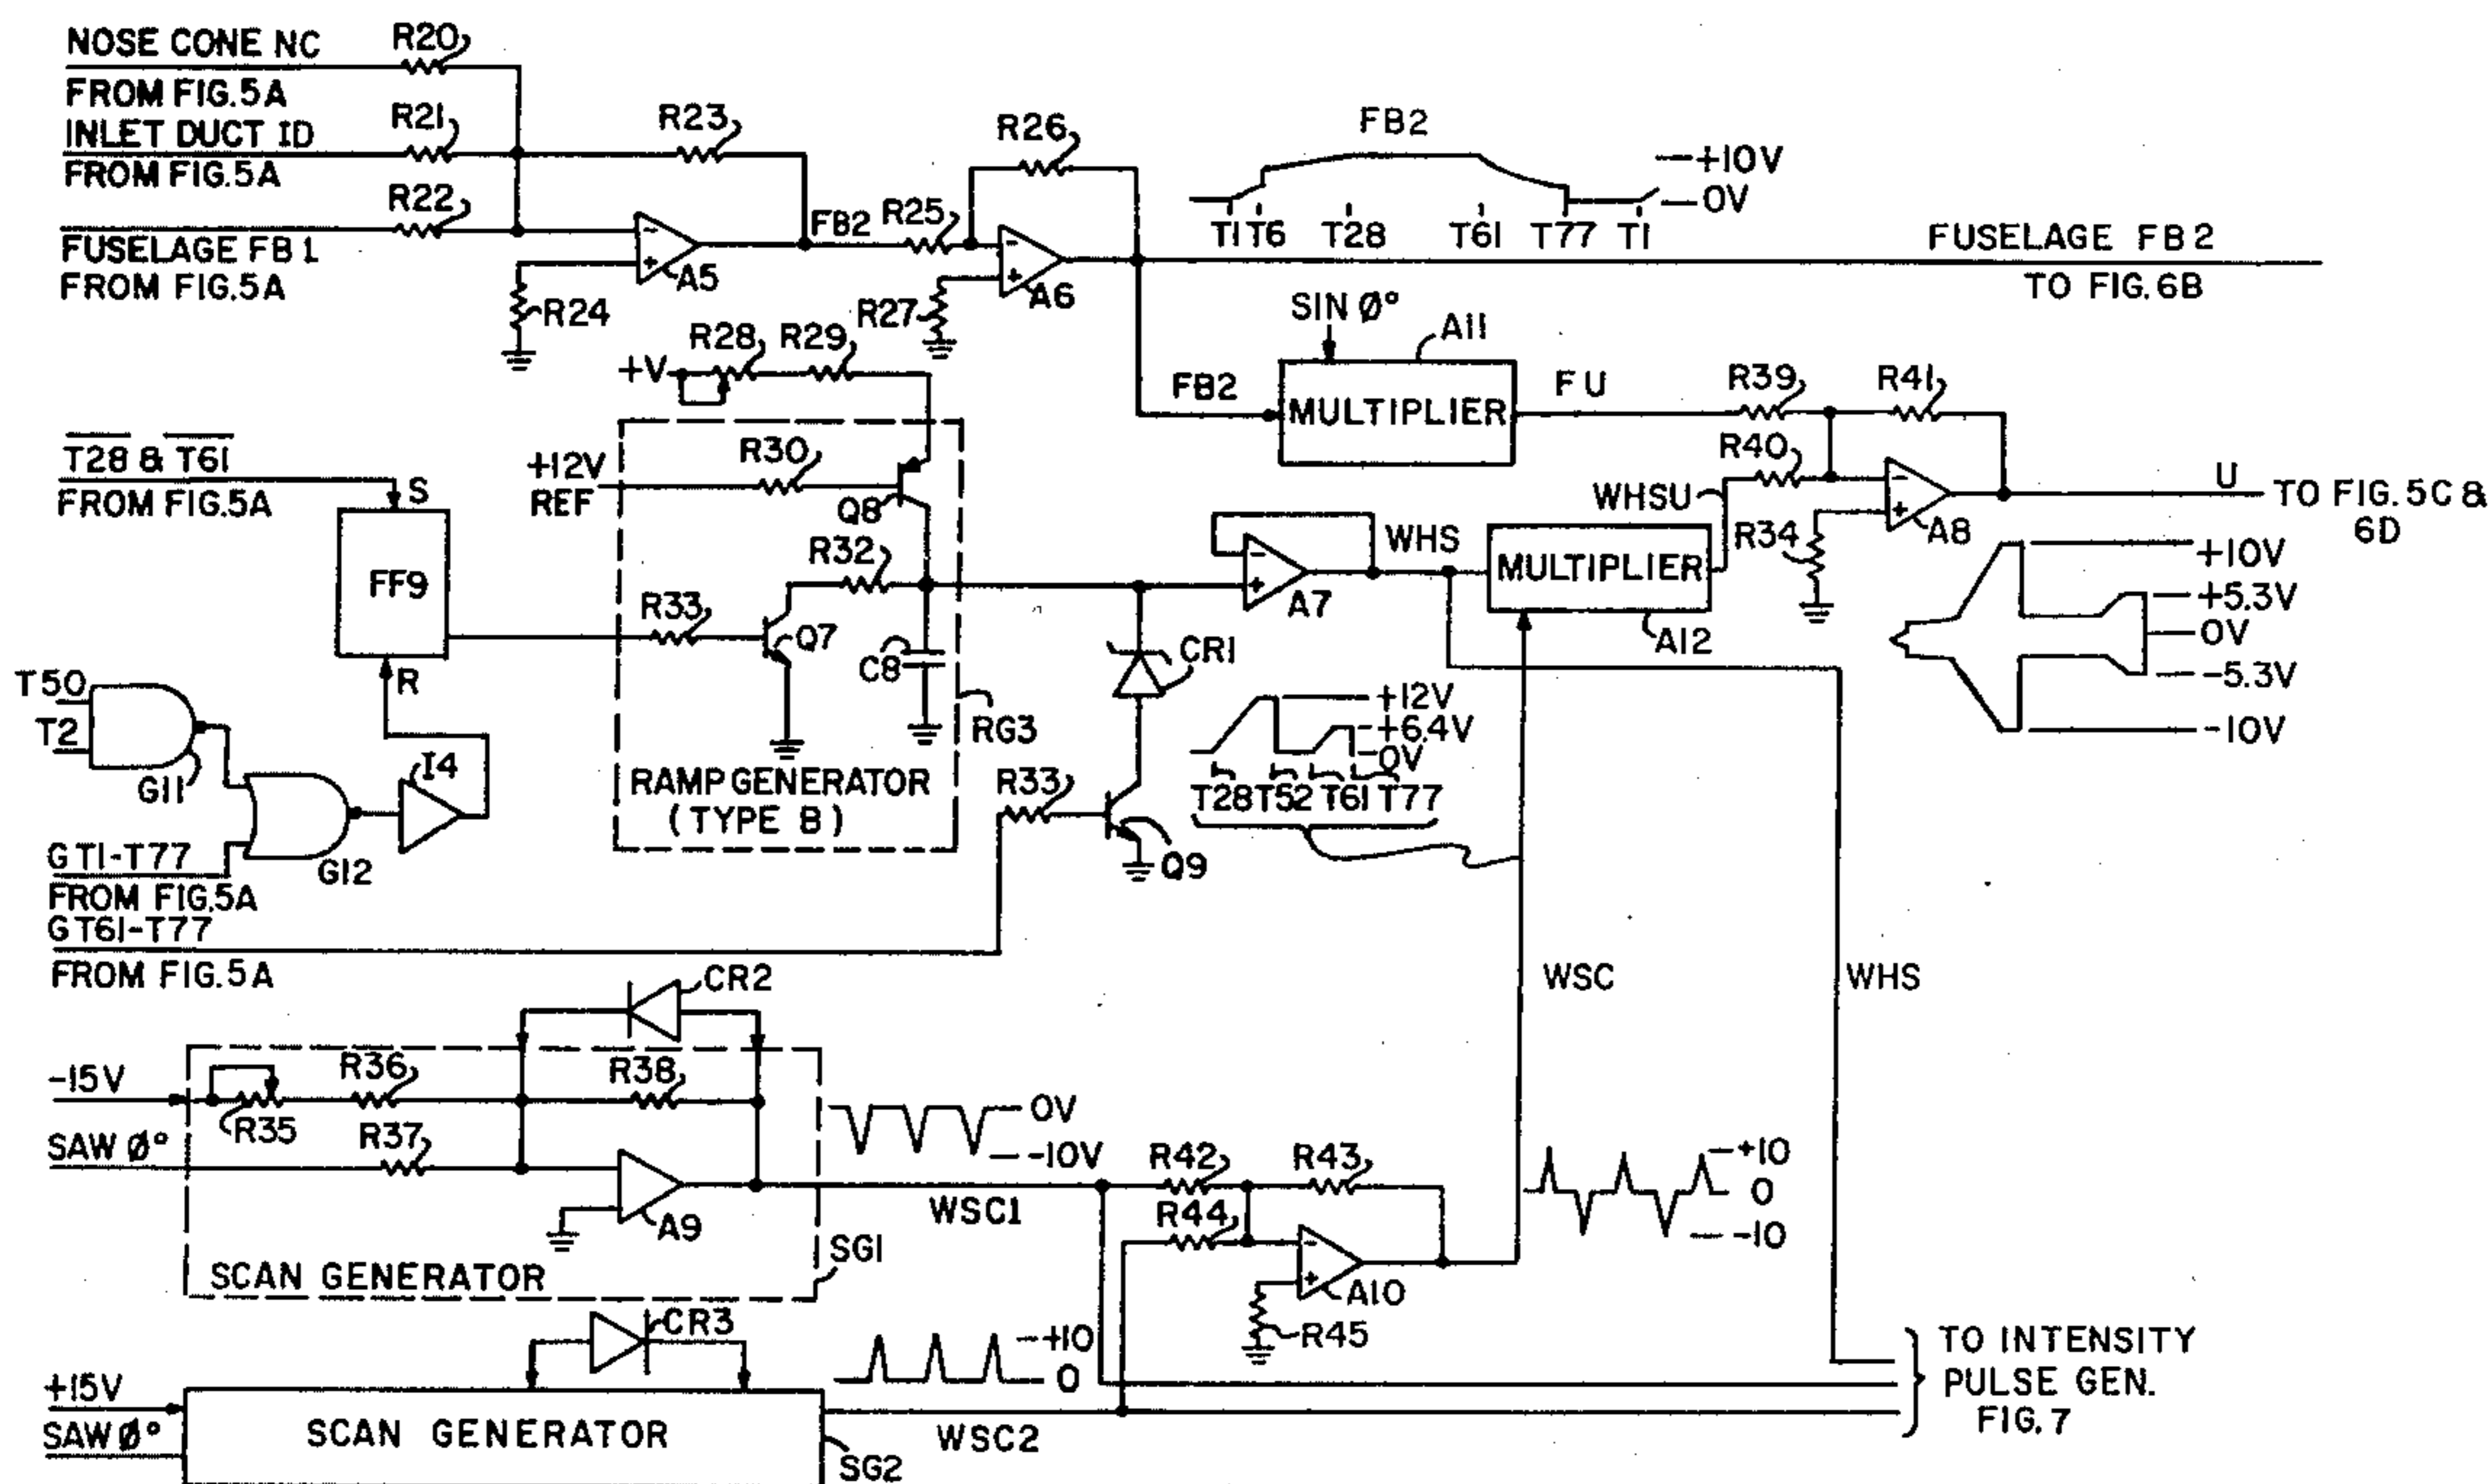 NOSE CONE NC
FROM FIG.5A
R20
INLET DUCT ID
FROM FIG.5A
R21
FUSELAGE FB1
FROM FIG.5A
R22
R23
R24
A5
FB2
R25
R26
R27
A6
FB2
+10V
0V
T1 T6 T28 T61 T77 T1
FUSELAGE FB2
TO FIG.6B
SIN Ø°
A11
FB2
MULTIPLIER
FU
R39
R41
R40
WHSU
R34
A8
U
TO FIG. 5C &
6D
+10V
+5.3V
0V
-5.3V
-10V
+V
R28
R29
T28 & T61
FROM FIG.5A
S
FF9
R
+12V
REF
R30
Q8
R32
R33
Q7
C8
RG3
RAMP GENERATOR
(TYPE B)
A7
WHS
MULTIPLIER
A12
CR1
T50
T2
G11
G12
I4
GT1-T77
FROM FIG.5A
GT61-T77
FROM FIG.5A
R33
Q9
+12V
+6.4V
0V
T28 T52 T61 T77
WSC
WHS
CR2
-15V
R35
R36
R38
SAW Ø°
R37
A9
SCAN GENERATOR
SG1
0V
-10V
WSC1
R42
R43
R44
A10
R45
+10
0
-10
CR3
+15V
SAW Ø°
SCAN GENERATOR
SG2
+10
0
WSC2
TO INTENSITY
PULSE GEN.
FIG. 7